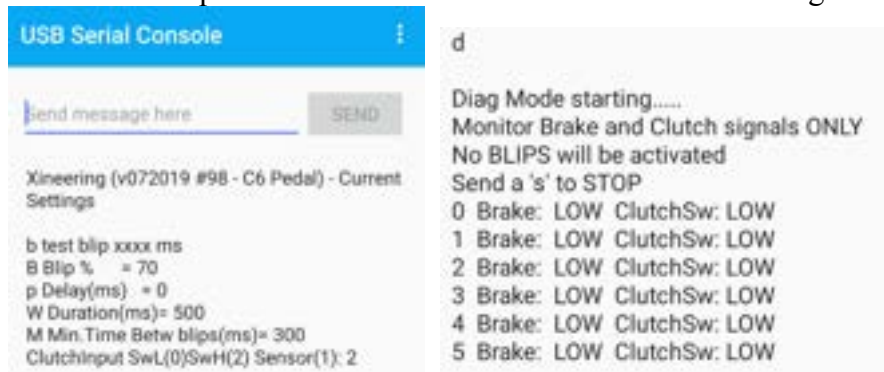 USB Serial Console
Send message here
SEND
Xineering (v072019 #98 - C6 Pedal) - Current
Settings
b test blip xxxx ms
B Blip % = 70
p Delay(ms) = 0
W Duration(ms)= 500
M Min.Time Betw blips(ms)= 300
ClutchInput SwL(0)SwH(2) Sensor(1): 2
d
Diag Mode starting.....
Monitor Brake and Clutch signals ONLY
No BLIPS will be activated
Send a 's' to STOP
0 Brake: LOW ClutchSw: LOW
1 Brake: LOW ClutchSw: LOW
2 Brake: LOW ClutchSw: LOW
3 Brake: LOW ClutchSw: LOW
4 Brake: LOW ClutchSw: LOW
5 Brake: LOW ClutchSw: LOW